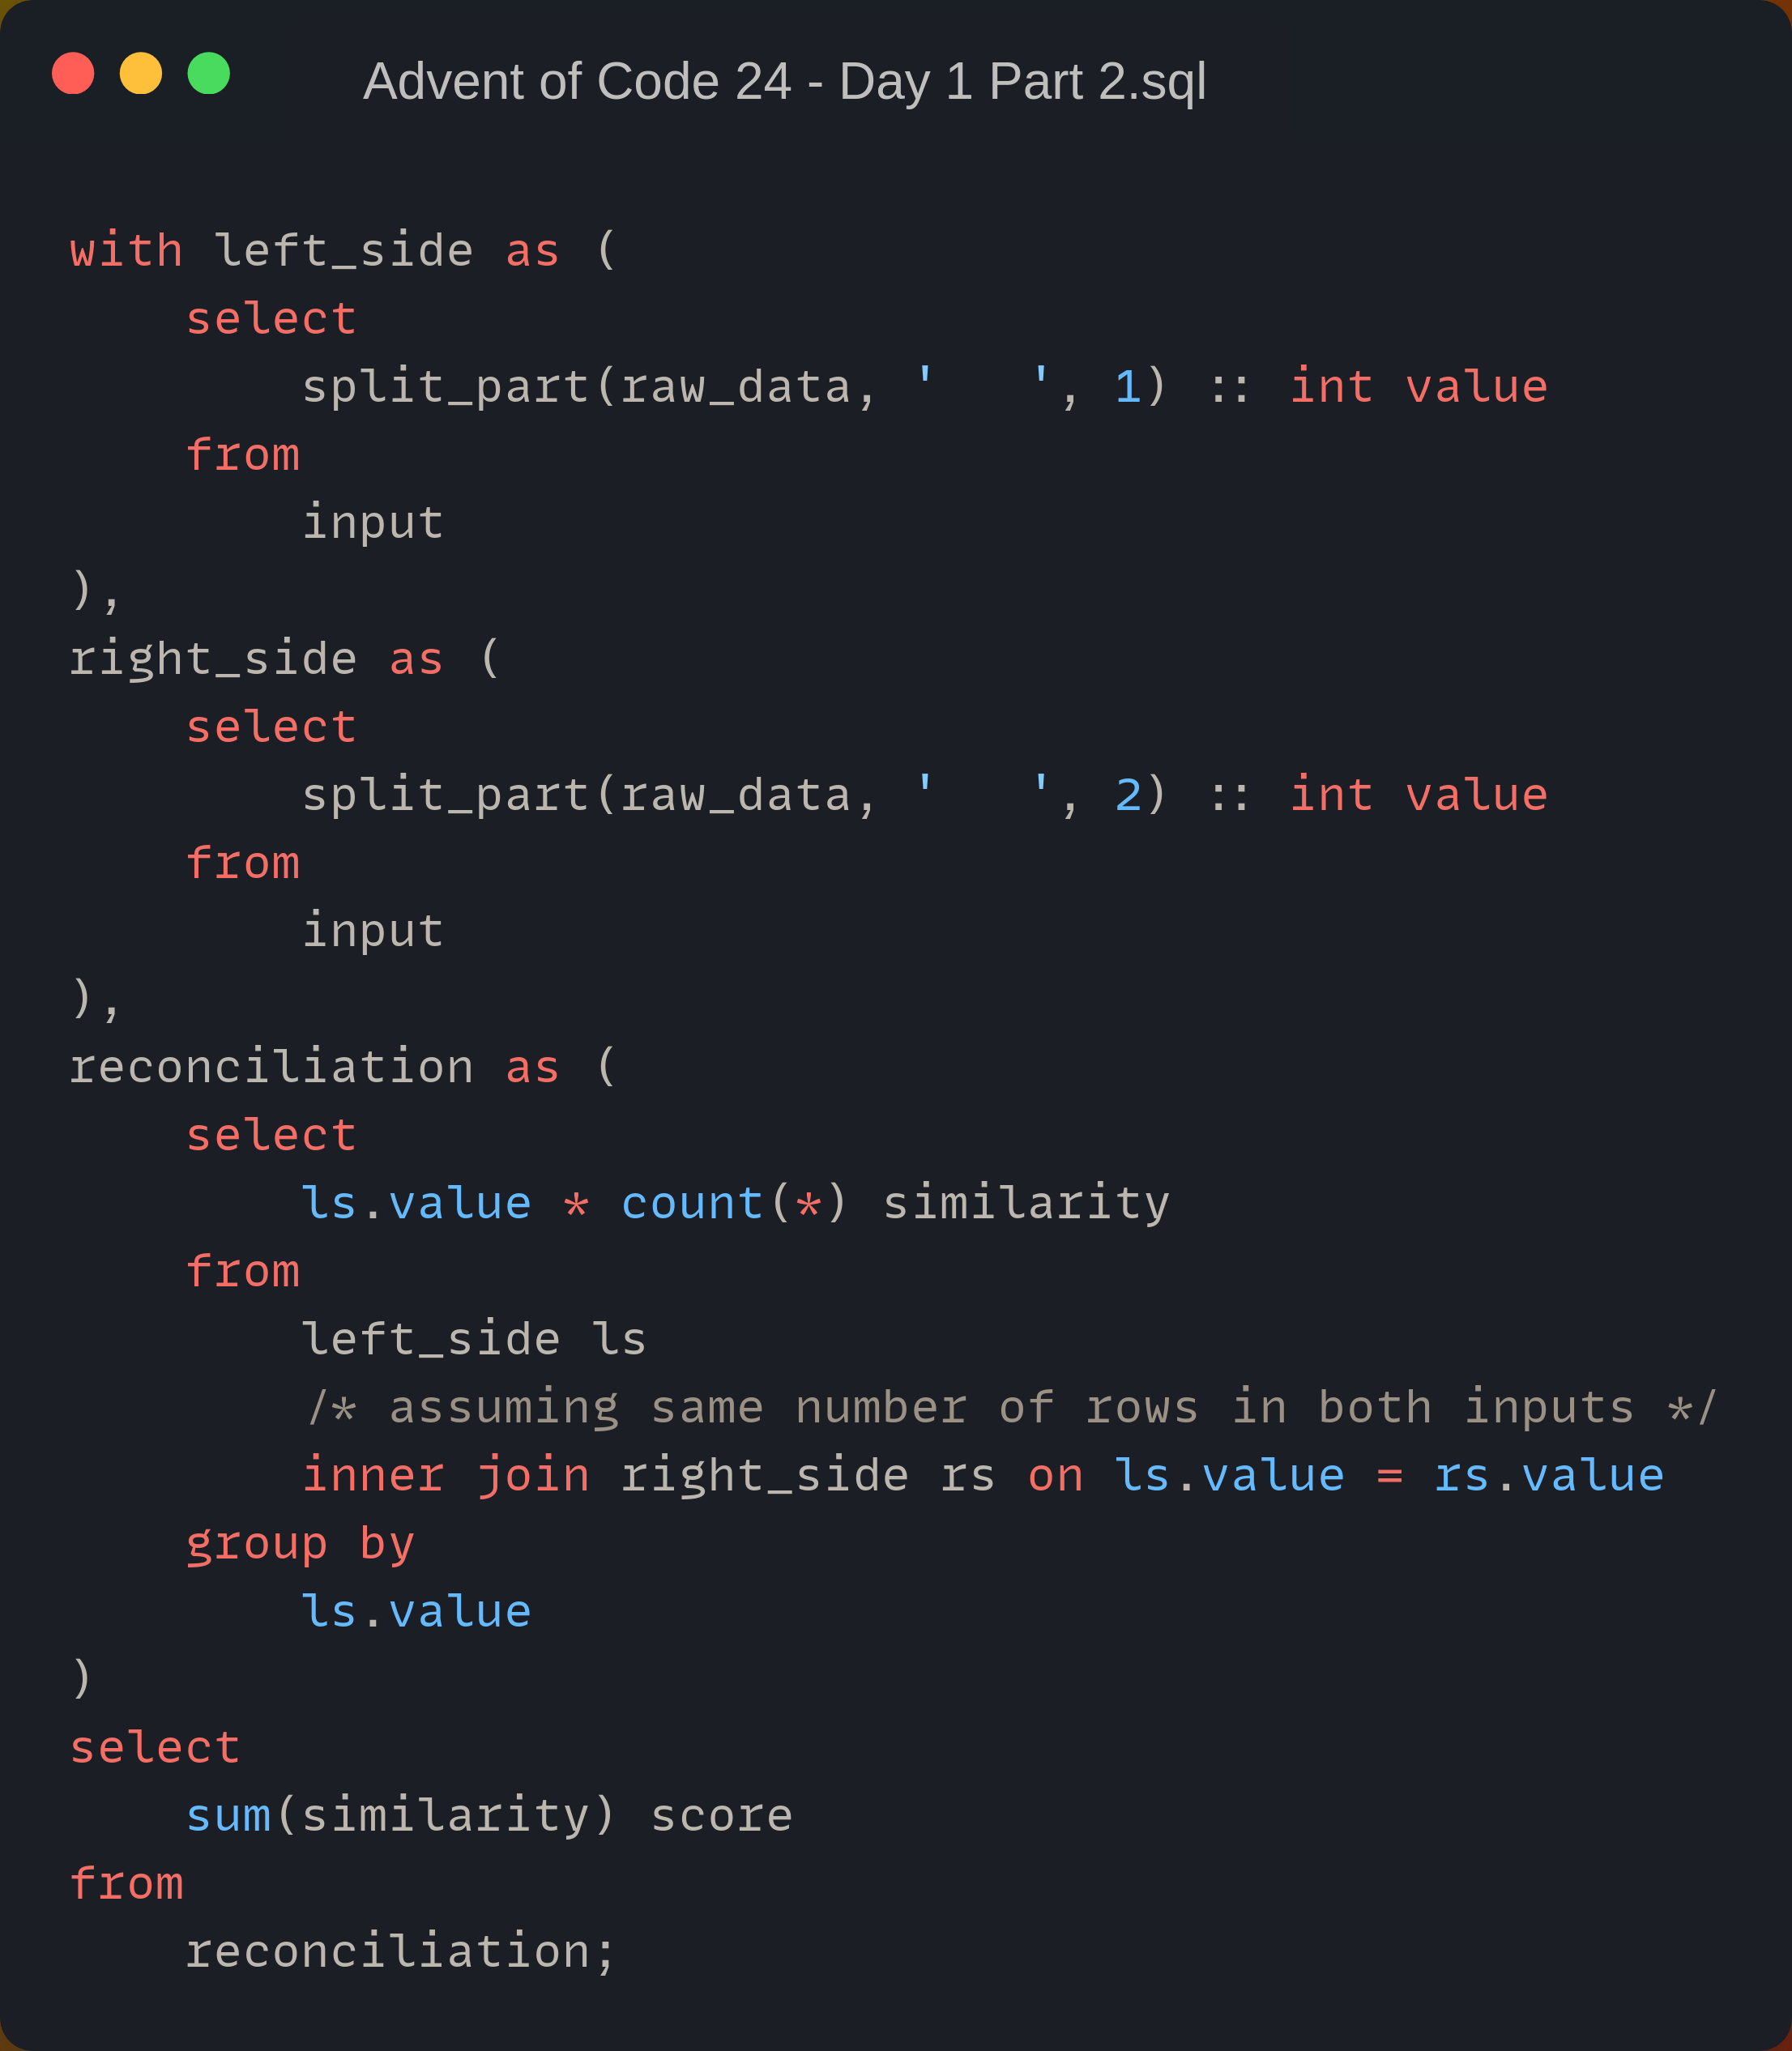 Advent of Code 24 - Day 1 Part 2.sql
with left_side as (
    select
        split_part(raw_data, '   ', 1) :: int value
    from
        input
),
right_side as (
    select
        split_part(raw_data, '   ', 2) :: int value
    from
        input
),
reconciliation as (
    select
        ls.value * count(*) similarity
    from
        left_side ls
        /* assuming same number of rows in both inputs */
        inner join right_side rs on ls.value = rs.value
    group by
        ls.value
)
select
    sum(similarity) score
from
    reconciliation;